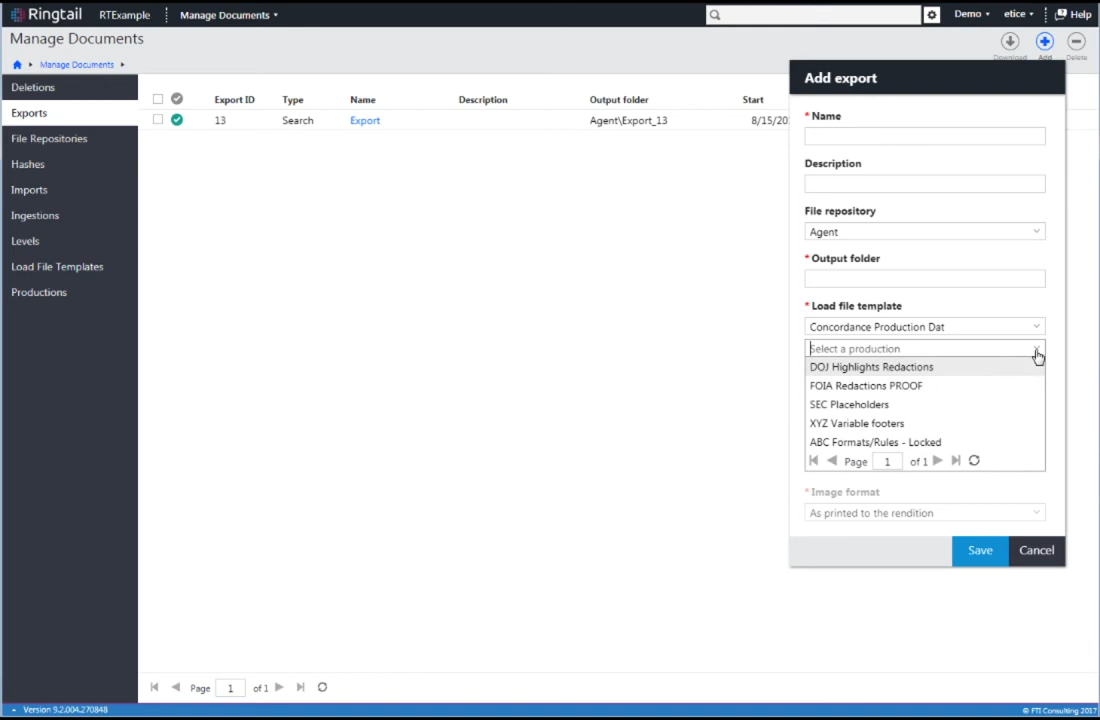 Ringtail RTExample Manage Documents Demo etice Help
Manage Documents
Download Add Delete
Manage Documents
Deletions
Exports
File Repositories
Hashes
Imports
Ingestions
Levels
Load File Templates
Productions
Export ID Type Name Description Output folder Start
13 Search Export Agent\Export_13 8/15/20
Page 1 of 1
Add export
* Name
Description
File repository
Agent
* Output folder
* Load file template
Concordance Production Dat
Select a production
DOJ Highlights Redactions
FOIA Redactions PROOF
SEC Placeholders
XYZ Variable footers
ABC Formats/Rules - Locked
Page 1 of 1
* Image format
As printed to the rendition
Save Cancel
Version 9.2.004.270848 © FTI Consulting 2017